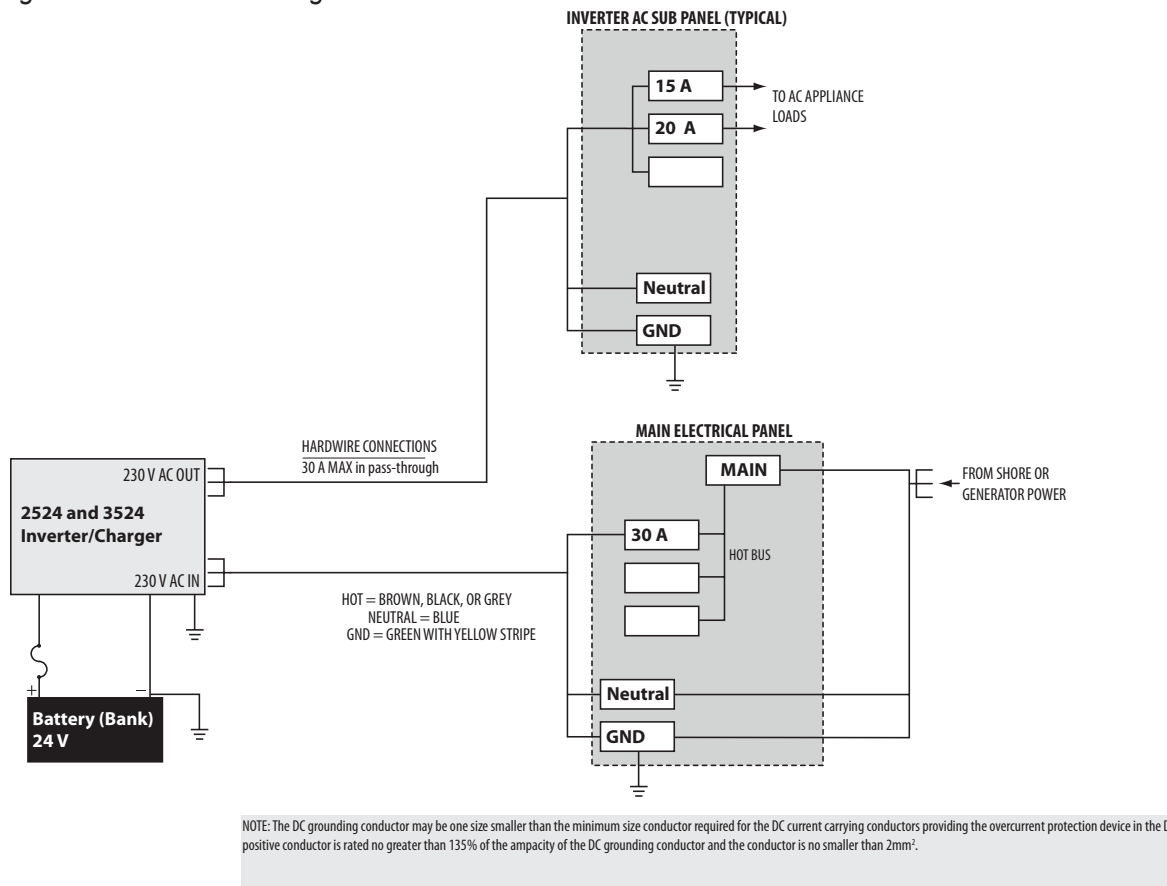 INVERTER AC SUB PANEL (TYPICAL)
15 A
20 A
TO AC APPLIANCE
LOADS
Neutral
GND
HARDWIRE CONNECTIONS
30 A MAX in pass-through
230 V AC OUT
2524 and 3524
Inverter/Charger
230 V AC IN
HOT = BROWN, BLACK, OR GREY
NEUTRAL = BLUE
GND = GREEN WITH YELLOW STRIPE
+
–
Battery (Bank)
24 V
MAIN ELECTRICAL PANEL
MAIN
FROM SHORE OR
GENERATOR POWER
30 A
HOT BUS
Neutral
GND
NOTE: The DC grounding conductor may be one size smaller than the minimum size conductor required for the DC current carrying conductors providing the overcurrent protection device in the
positive conductor is rated no greater than 135% of the ampacity of the DC grounding conductor and the conductor is no smaller than 2mm².